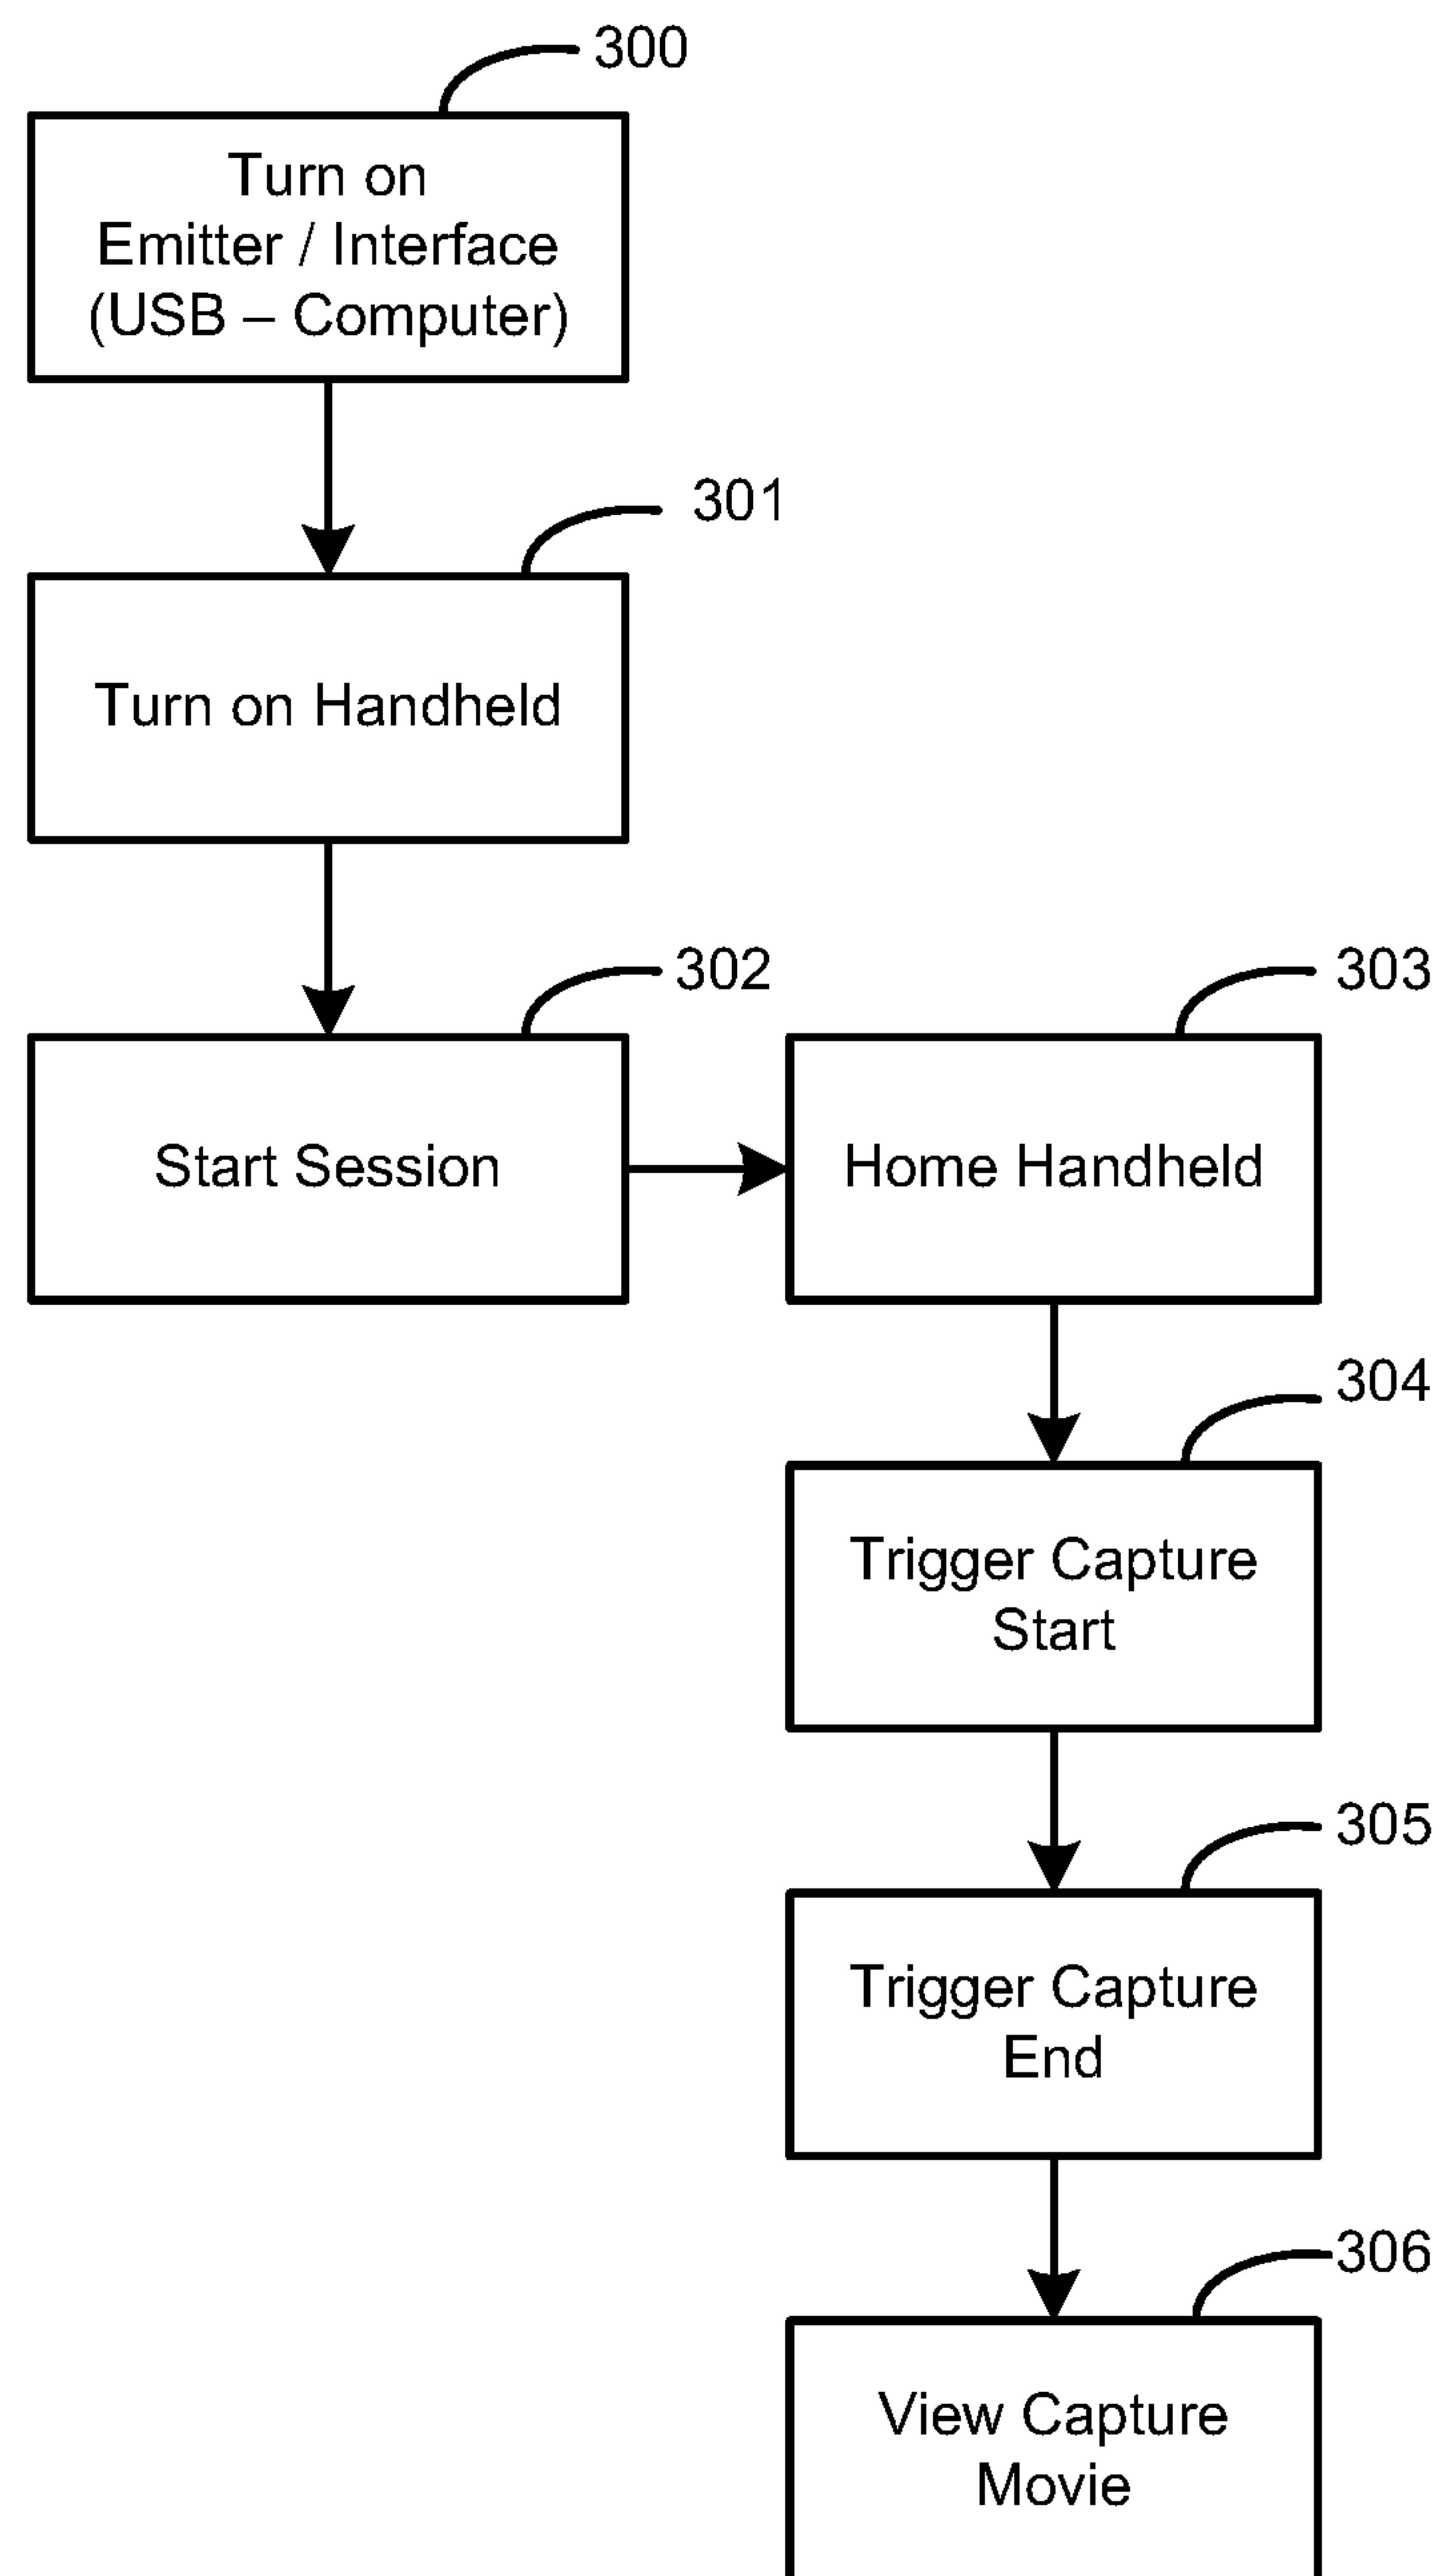 300
Turn on
Emitter / Interface
(USB – Computer)
301
Turn on Handheld
302
Start Session
303
Home Handheld
304
Trigger Capture
Start
305
Trigger Capture
End
306
View Capture
Movie